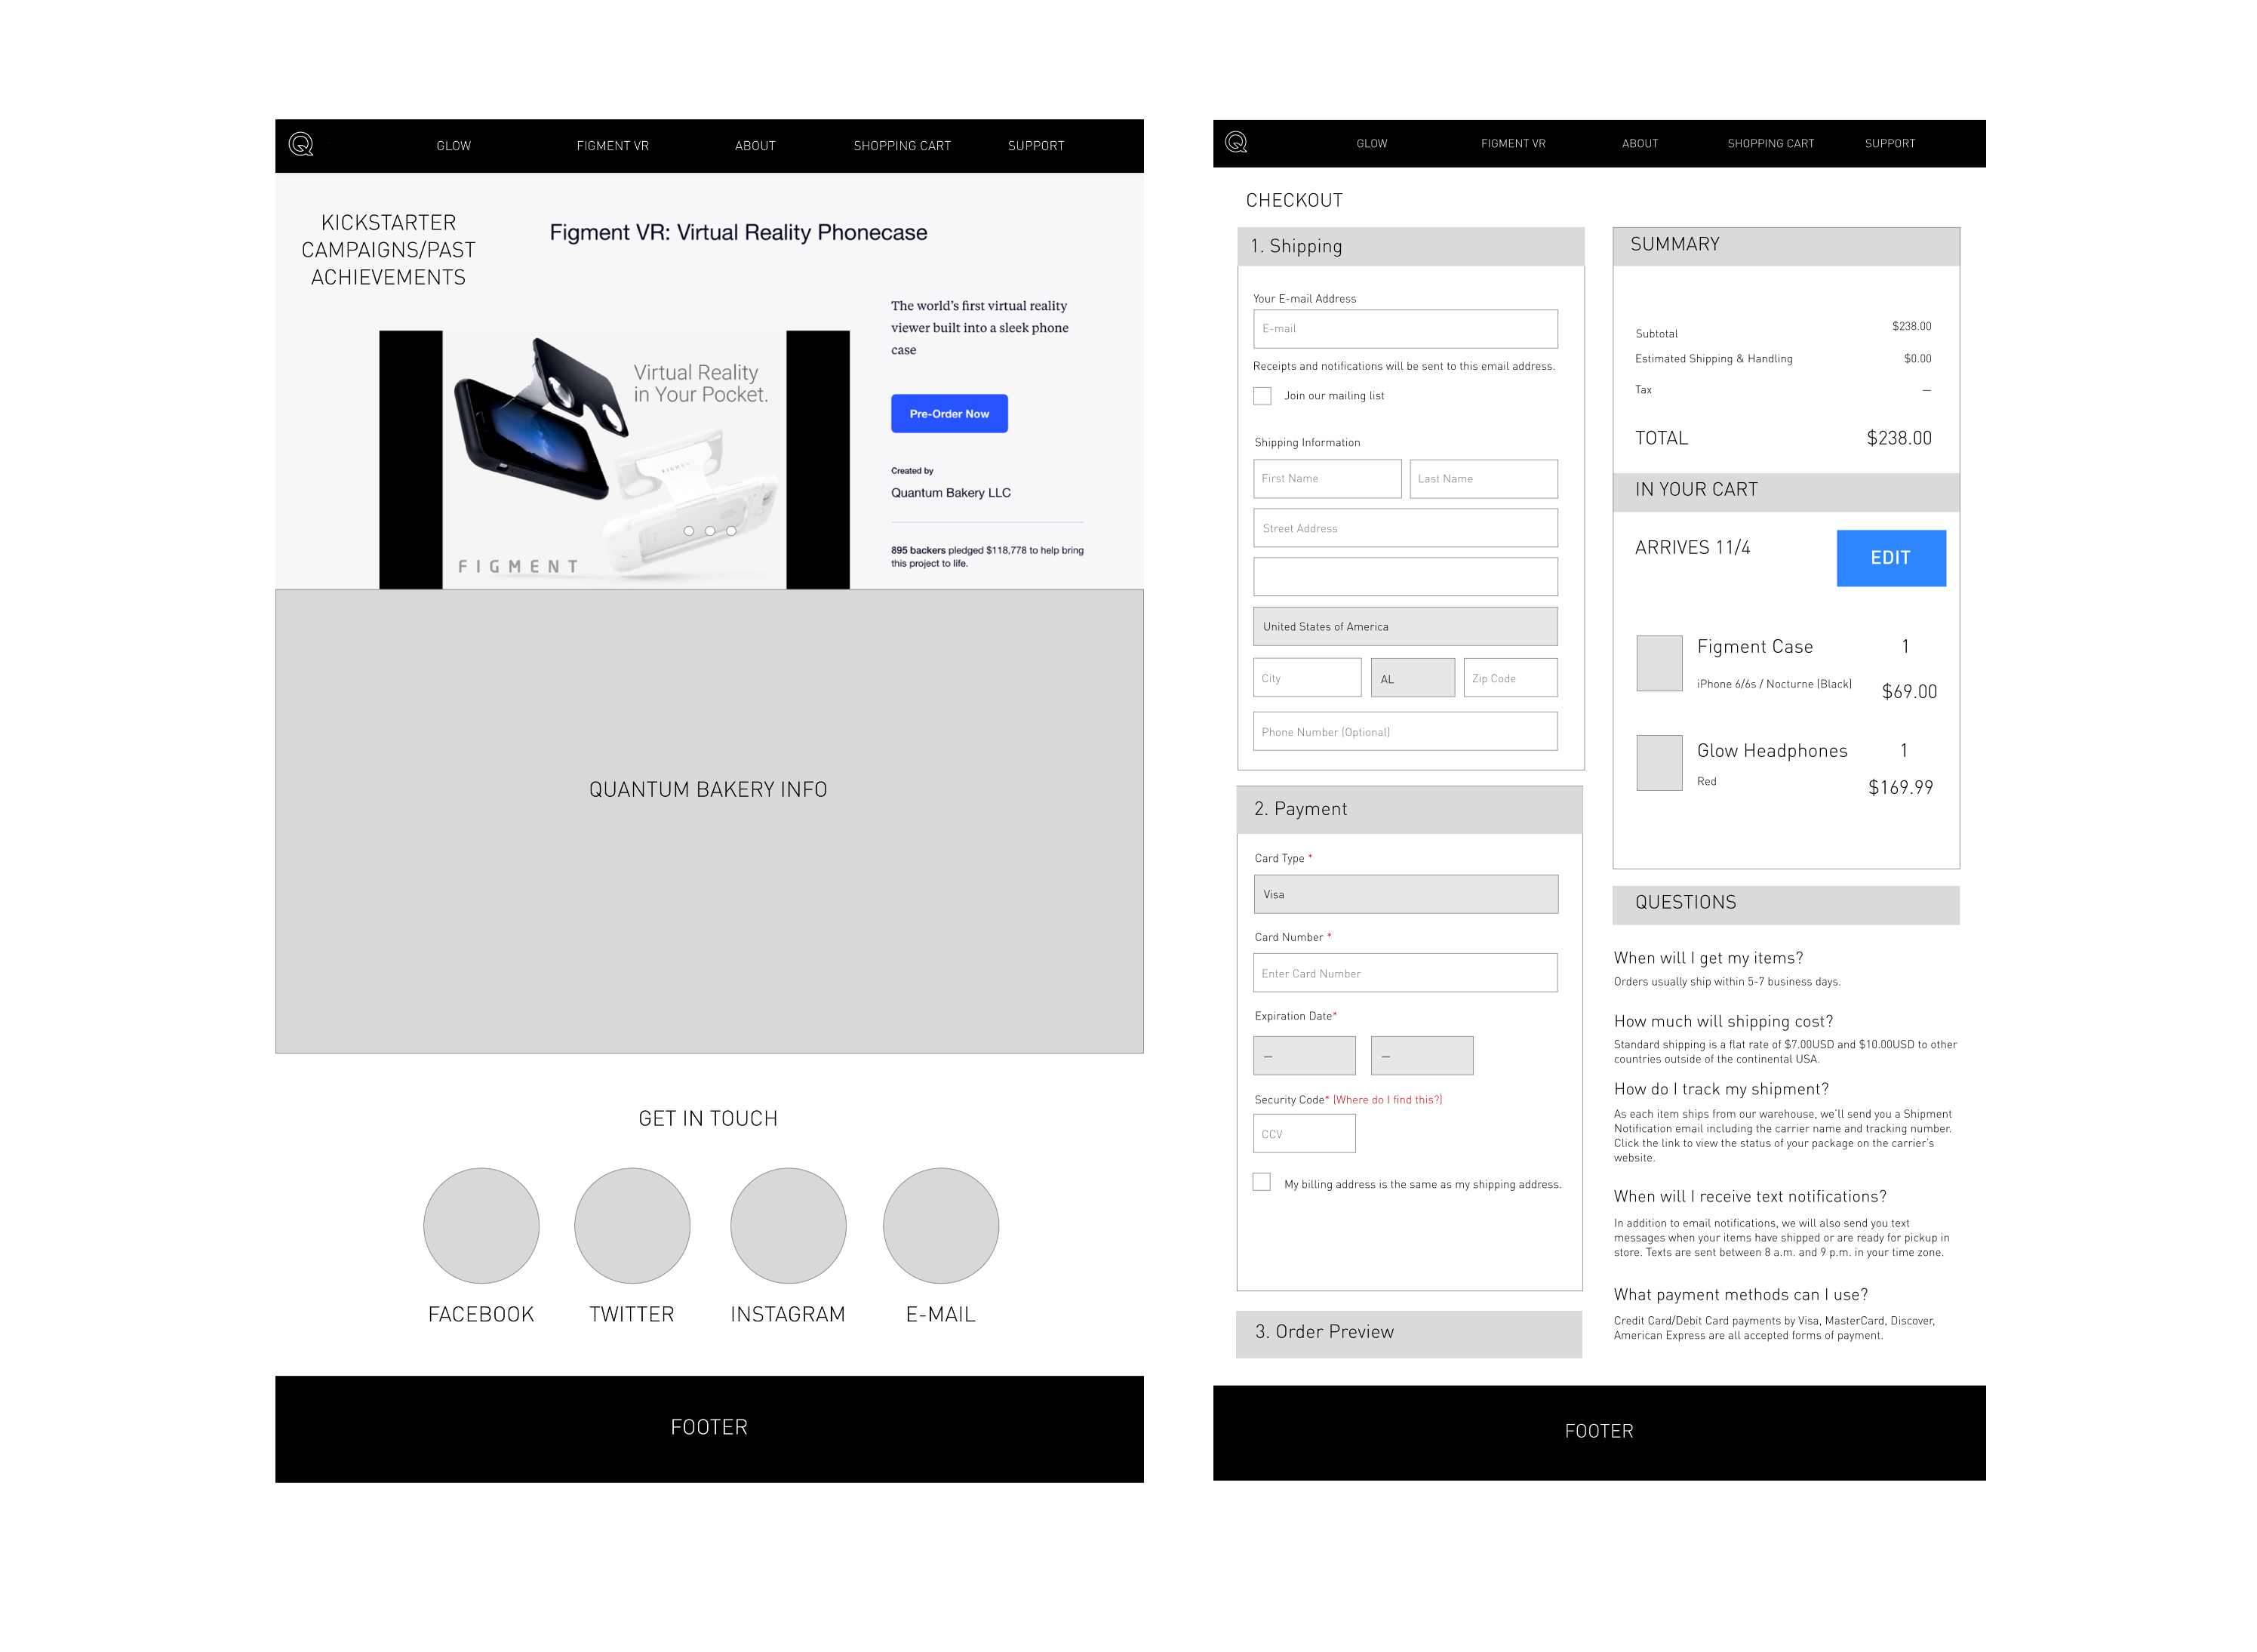 Q
GLOW
FIGMENT VR
ABOUT
SHOPPING CART
SUPPORT
KICKSTARTER
CAMPAIGNS/PAST
ACHIEVEMENTS
Figment VR: Virtual Reality Phonecase
Virtual Reality
in Your Pocket.
FIGMENT
FIGMENT
The world's first virtual reality
viewer built into a sleek phone
case
Pre-Order Now
Created by
Quantum Bakery LLC
895 backers pledged $118,778 to help bring
this project to life.
QUANTUM BAKERY INFO
GET IN TOUCH
FACEBOOK
TWITTER
INSTAGRAM
E-MAIL
FOOTER
Q
GLOW
FIGMENT VR
ABOUT
SHOPPING CART
SUPPORT
CHECKOUT
1. Shipping
Your E-mail Address
E-mail
Receipts and notifications will be sent to this email address.
Join our mailing list
Shipping Information
First Name
Last Name
Street Address
United States of America
City
AL
Zip Code
Phone Number (Optional)
2. Payment
Card Type *
Visa
Card Number *
Enter Card Number
Expiration Date*
–
–
Security Code* (Where do I find this?)
CCV
My billing address is the same as my shipping address.
3. Order Preview
SUMMARY
Subtotal $238.00
Estimated Shipping & Handling $0.00
Tax –
TOTAL $238.00
IN YOUR CART
ARRIVES 11/4
EDIT
Figment Case 1
iPhone 6/6s / Nocturne (Black) $69.00
Glow Headphones 1
Red $169.99
QUESTIONS
When will I get my items?
Orders usually ship within 5-7 business days.
How much will shipping cost?
Standard shipping is a flat rate of $7.00USD and $10.00USD to other
countries outside of the continental USA.
How do I track my shipment?
As each item ships from our warehouse, we'll send you a Shipment
Notification email including the carrier name and tracking number.
Click the link to view the status of your package on the carrier's
website.
When will I receive text notifications?
In addition to email notifications, we will also send you text
messages when your items have shipped or are ready for pickup in
store. Texts are sent between 8 a.m. and 9 p.m. in your time zone.
What payment methods can I use?
Credit Card/Debit Card payments by Visa, MasterCard, Discover,
American Express are all accepted forms of payment.
FOOTER